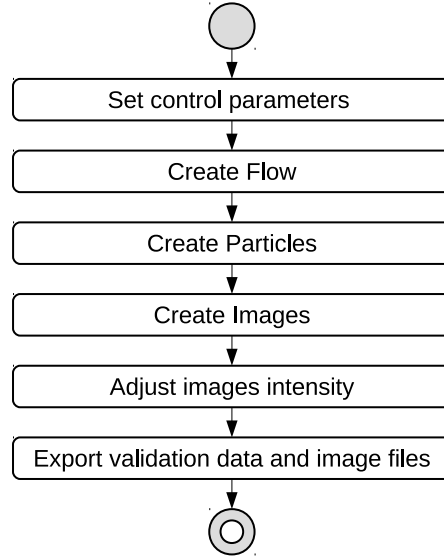 Set control parameters
Create Flow
Create Particles
Create Images
Adjust images intensity
Export validation data and image files